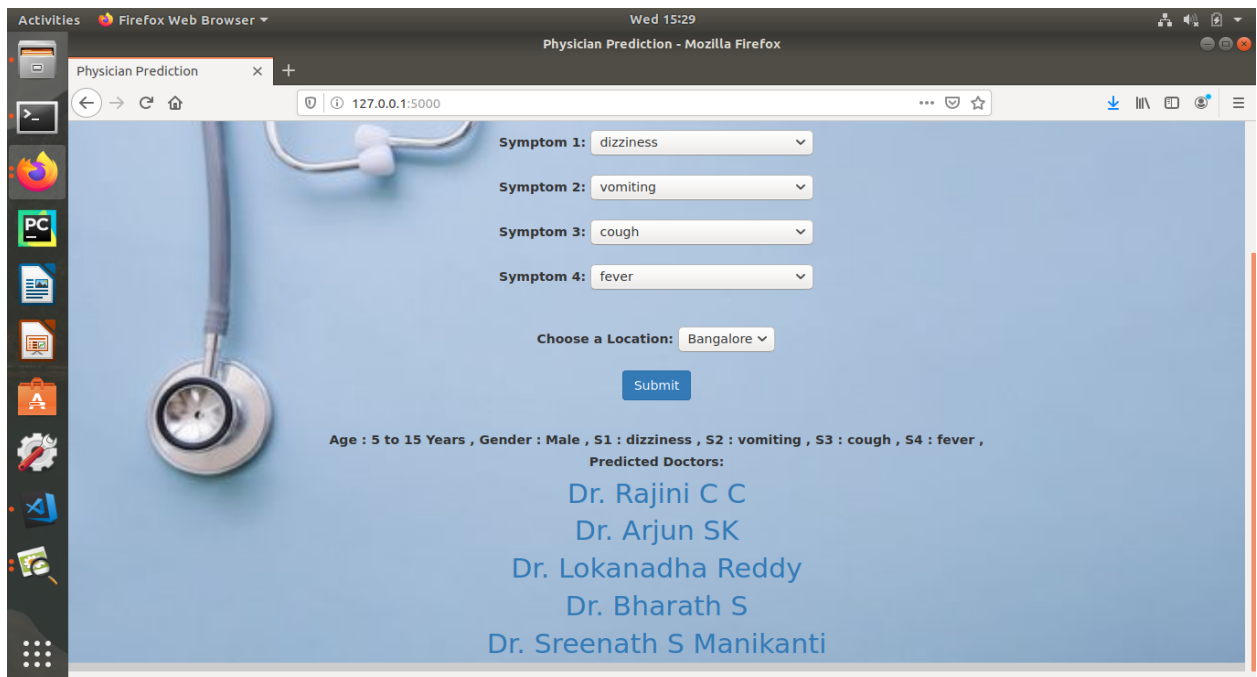 Activities Firefox Web Browser Wed 15:29
Physician Prediction - Mozilla Firefox
Physician Prediction
127.0.0.1:5000
Symptom 1: dizziness
Symptom 2: vomiting
Symptom 3: cough
Symptom 4: fever
Choose a Location: Bangalore
Submit
Age : 5 to 15 Years , Gender : Male , S1 : dizziness , S2 : vomiting , S3 : cough , S4 : fever ,
Predicted Doctors:
Dr. Rajini C C
Dr. Arjun SK
Dr. Lokanadha Reddy
Dr. Bharath S
Dr. Sreenath S Manikanti
PC